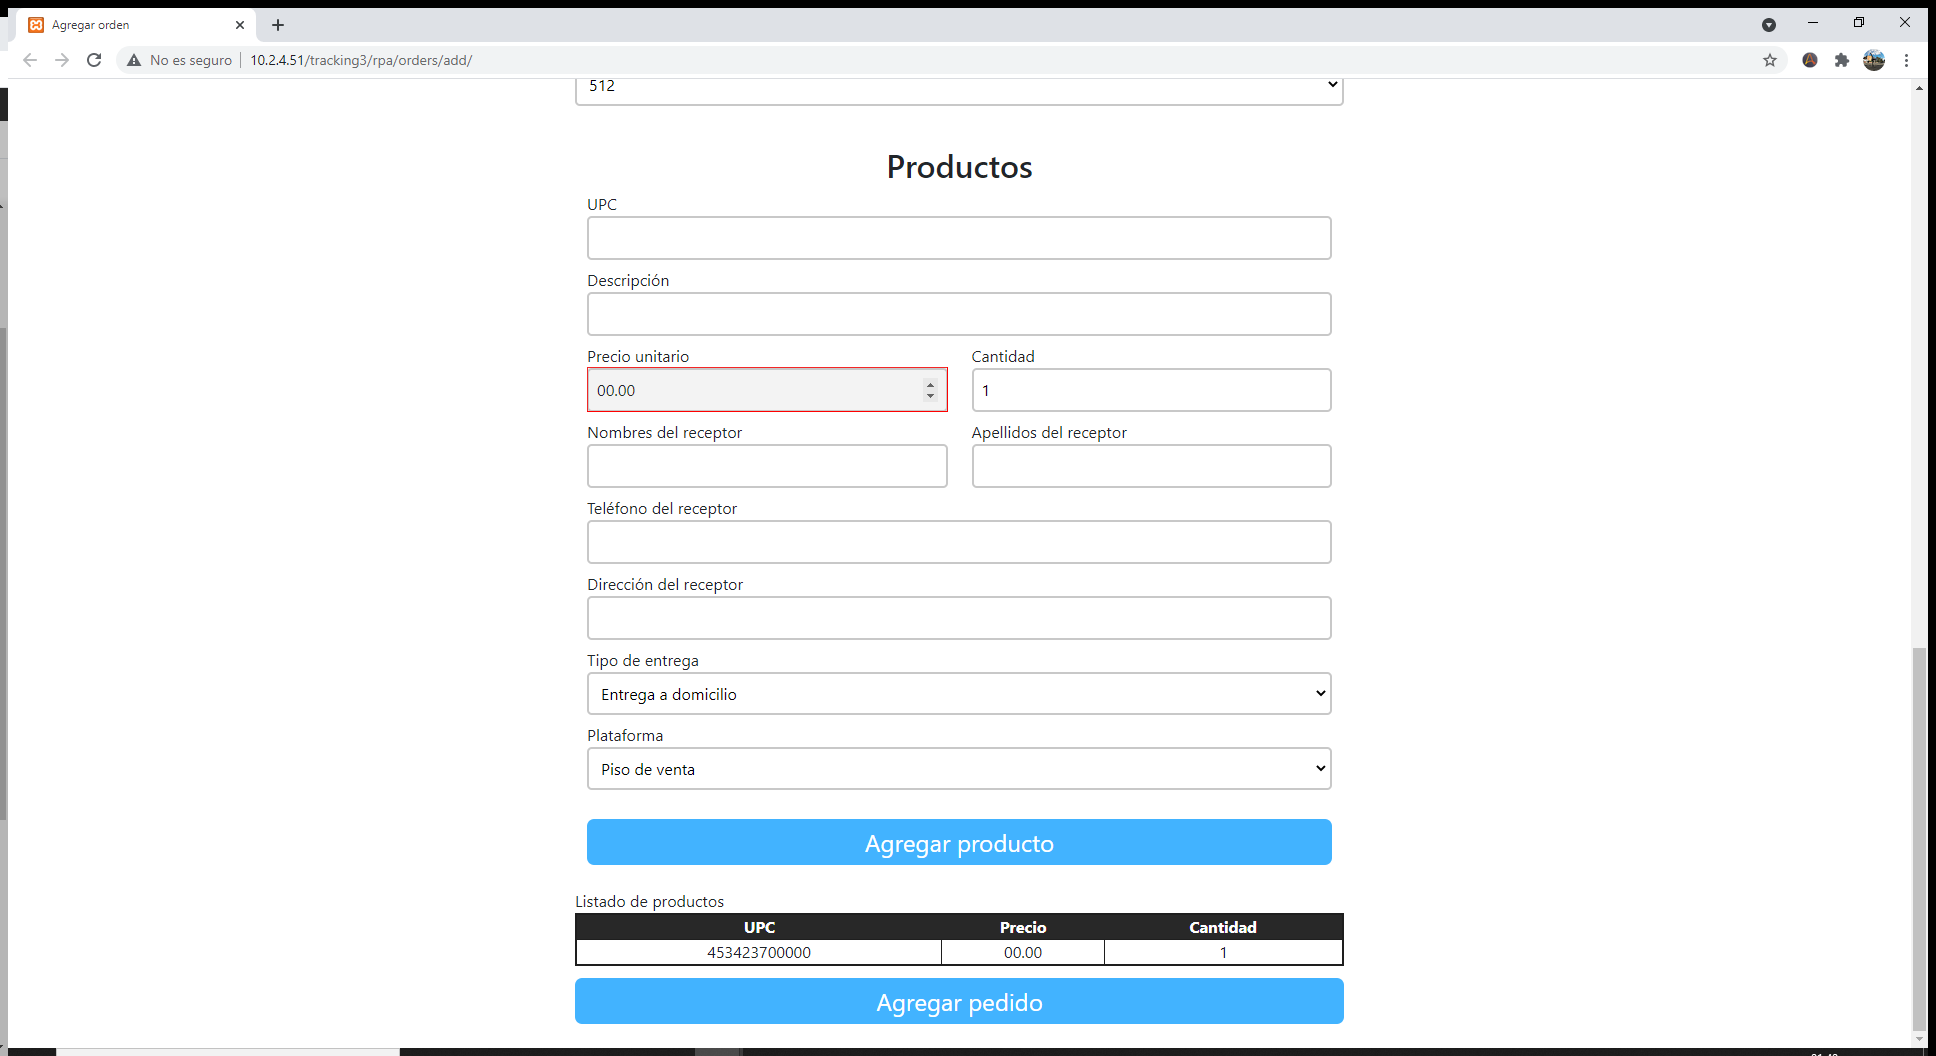 Agregar orden
No es seguro 10.2.4.51/tracking3/rpa/orders/add/
512
Productos
UPC
Descripción
Precio unitario Cantidad
00.00 1
Nombres del receptor Apellidos del receptor
Teléfono del receptor
Dirección del receptor
Tipo de entrega
Entrega a domicilio
Plataforma
Piso de venta
Agregar producto
Listado de productos
UPC Precio Cantidad
453423700000 00.00 1
Agregar pedido